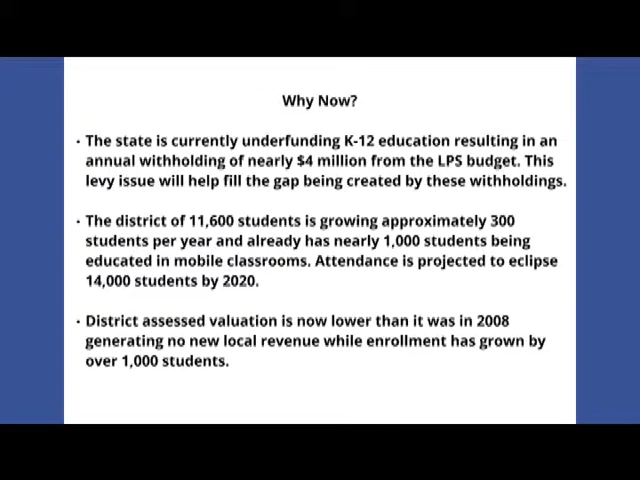 Why Now?
· The state is currently underfunding K-12 education resulting in an
annual withholding of nearly $4 million from the LPS budget. This
levy issue will help fill the gap being created by these withholdings.
· The district of 11,600 students is growing approximately 300
students per year and already has nearly 1,000 students being
educated in mobile classrooms. Attendance is projected to eclipse
14,000 students by 2020.
· District assessed valuation is now lower than it was in 2008
generating no new local revenue while enrollment has grown by
over 1,000 students.